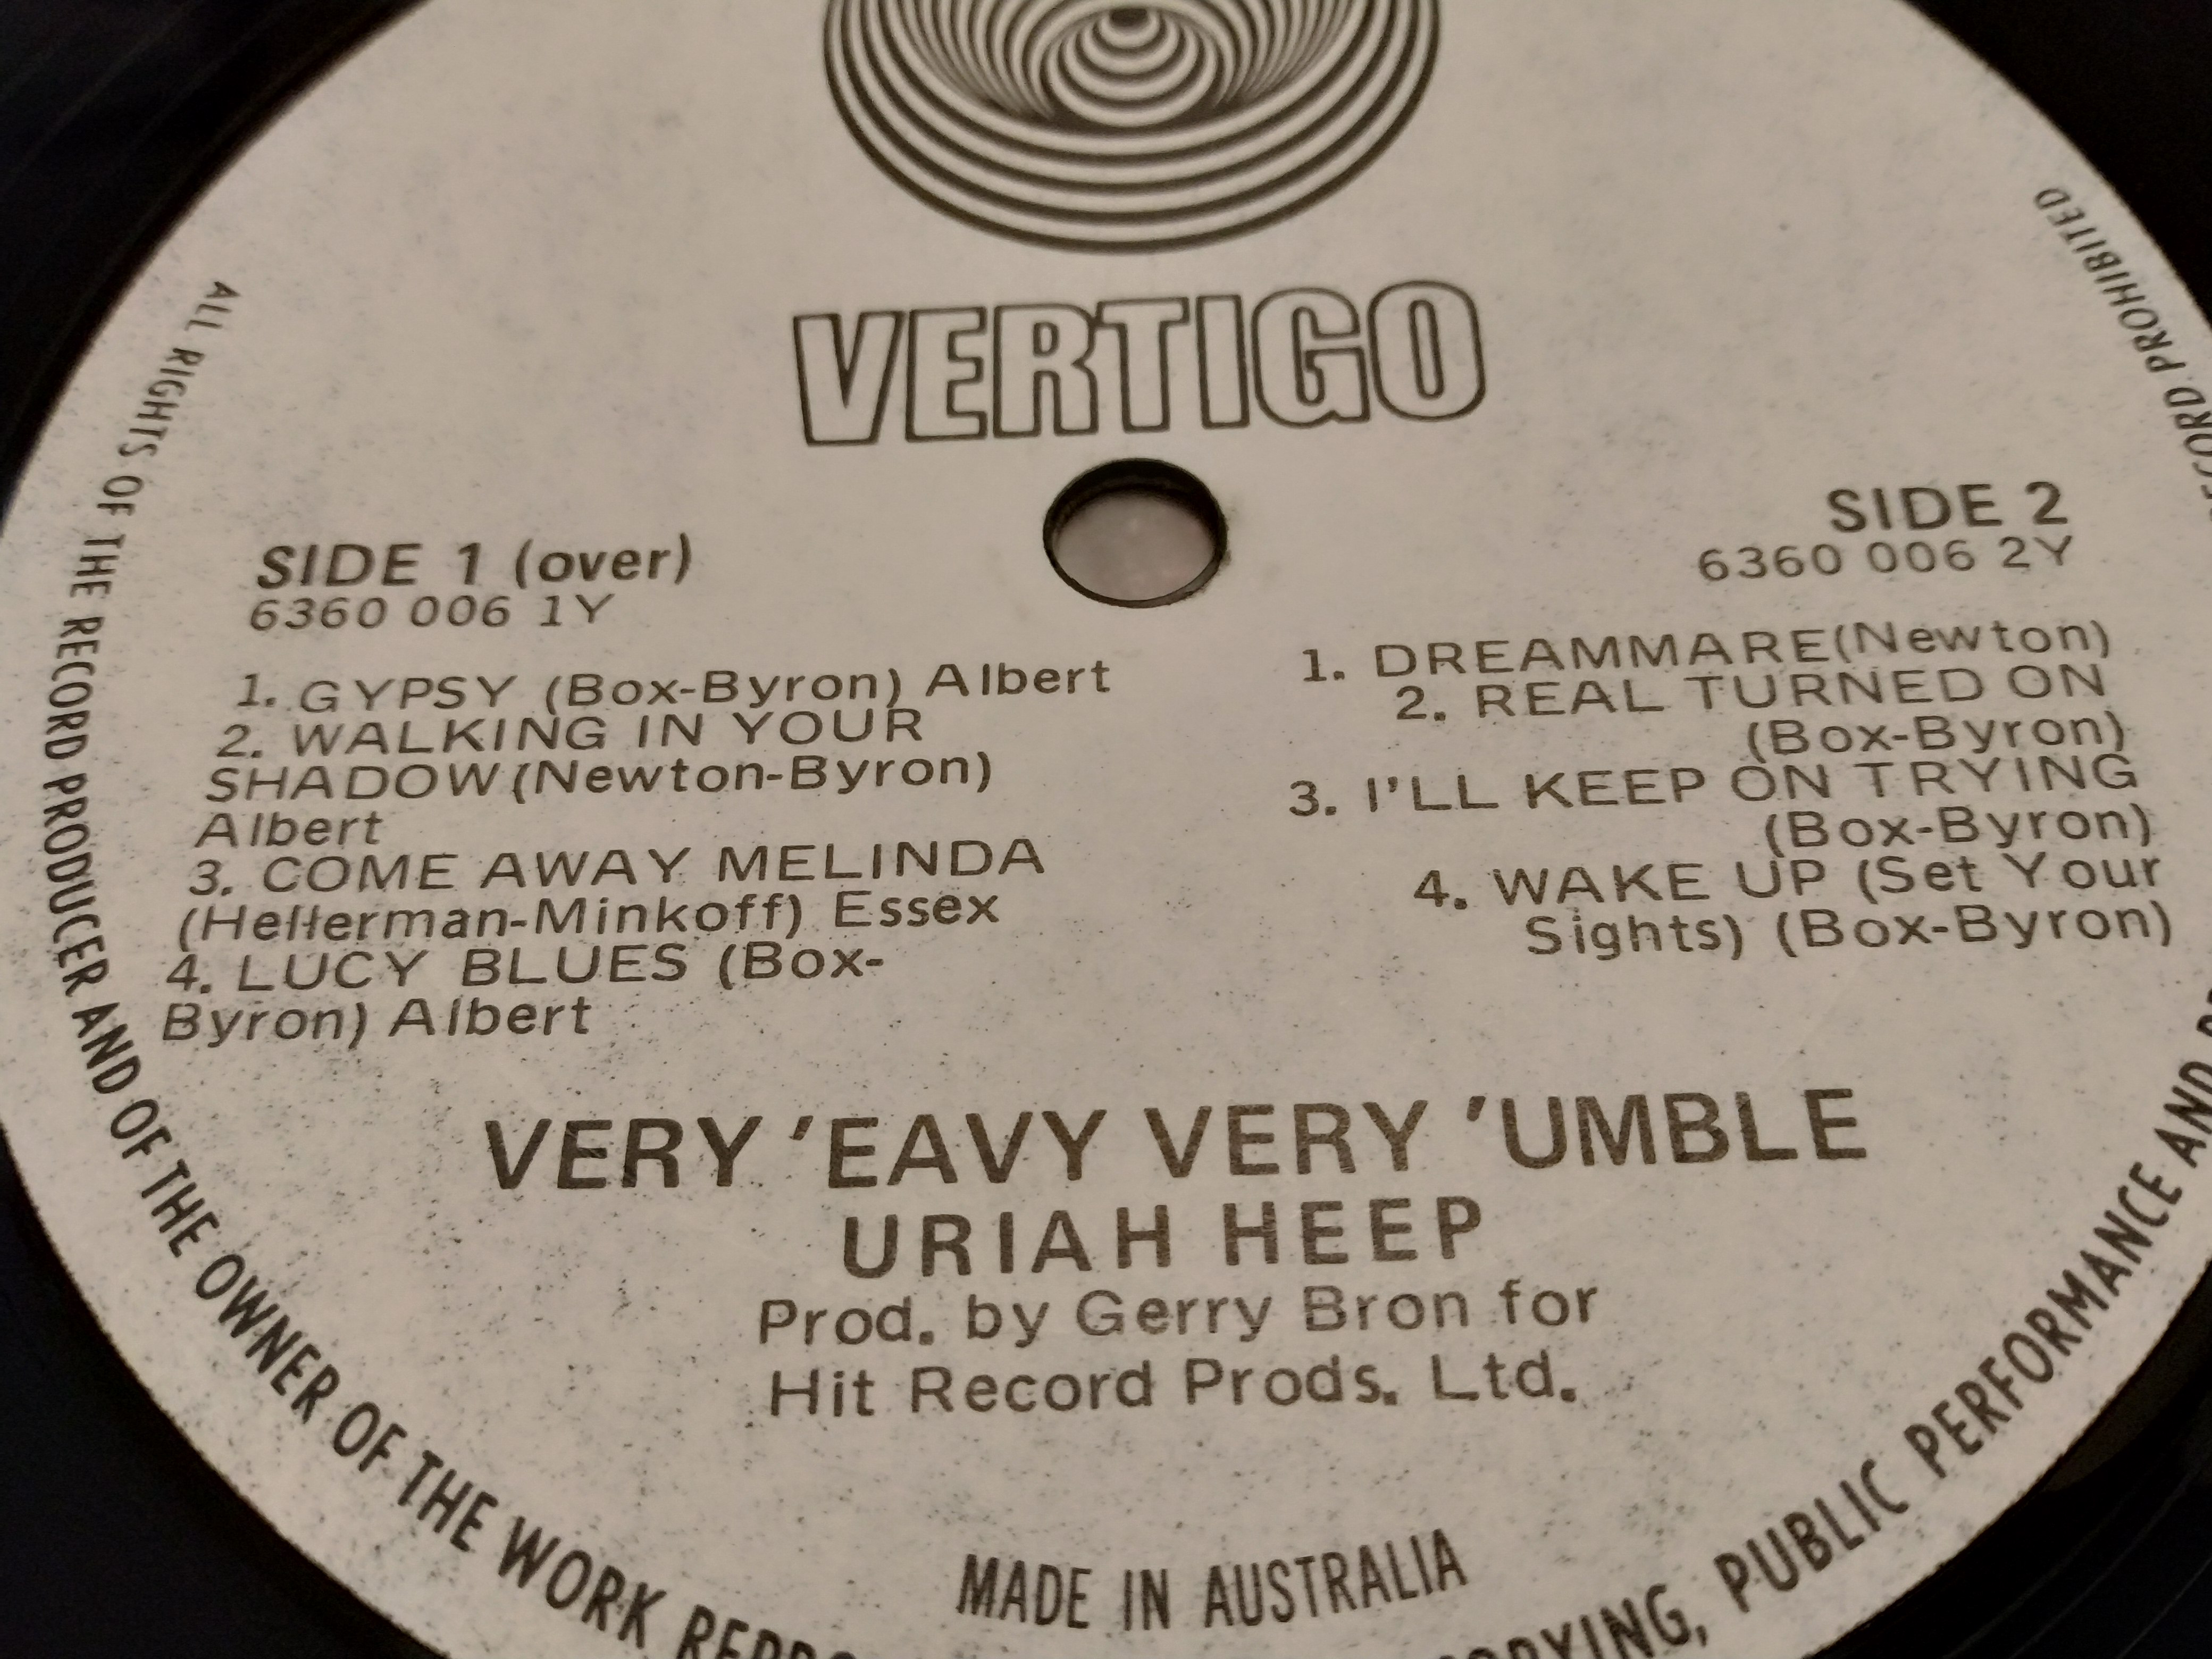 VERTIGO
SIDE 1 (over)
6360 006 1Y
1. GYPSY (Box-Byron) Albert
2. WALKING IN YOUR
SHADOW(Newton-Byron)
Albert
3. COME AWAY MELINDA
(Hellerman-Minkoff) Essex
4. LUCY BLUES (Box-
Byron) Albert
SIDE 2
6360 006 2Y
1. DREAMMARE(Newton)
2. REAL TURNED ON
(Box-Byron)
3. I'LL KEEP ON TRYING
(Box-Byron)
4. WAKE UP (Set Your
Sights) (Box-Byron)
VERY 'EAVY VERY 'UMBLE
URIAH HEEP
Prod. by Gerry Bron for
Hit Record Prods. Ltd.
MADE IN AUSTRALIA
ALL RIGHTS OF THE RECORD PRODUCER AND OF THE OWNER OF THE WORK
PUBLIC PERFORMANCE AND
PROHIBITED